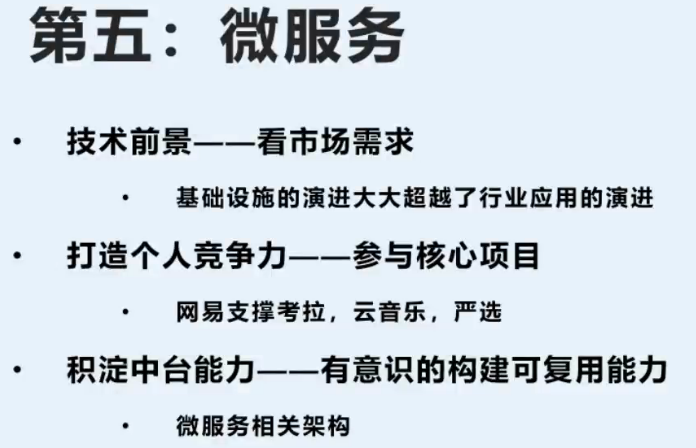 第五：微服务
• 技术前景——看市场需求
• 基础设施的演进大大超越了行业应用的演进
• 打造个人竞争力——参与核心项目
• 网易支撑考拉，云音乐，严选
• 积淀中台能力——有意识的构建可复用能力
• 微服务相关架构